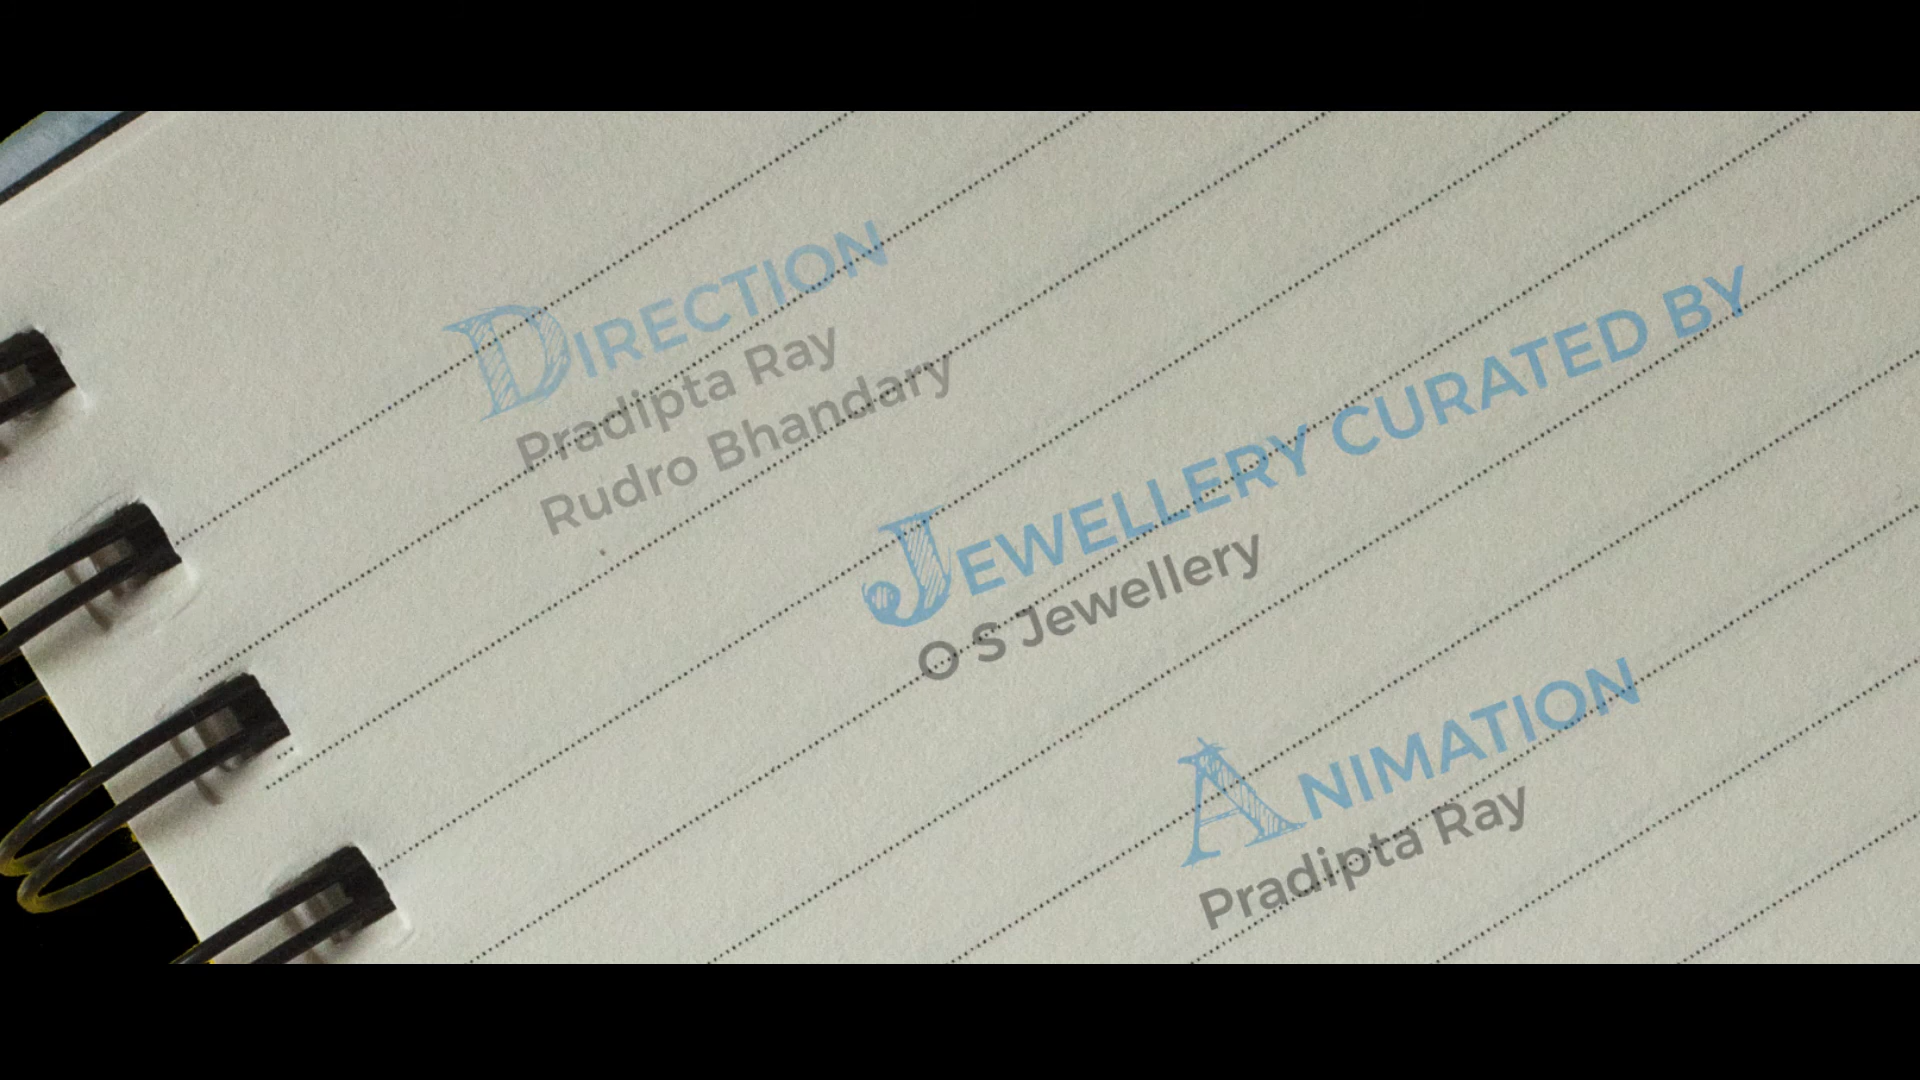 DIRECTION
Pradipta Ray
Rudro Bhandary
JEWELLERY CURATED BY
O S Jewellery
ANIMATION
Pradipta Ray